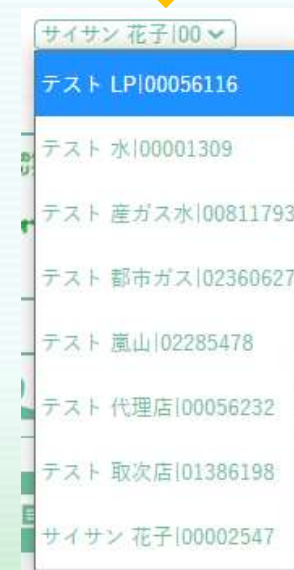 サイサン 花子|00
テスト LP|00056116
テスト 水|00001309
テスト 産ガス水|00811793
テスト 都市ガス|02360627
テスト 嵐山|02285478
テスト 代理店|00056232
テスト 取次店|01386198
サイサン 花子|00002547